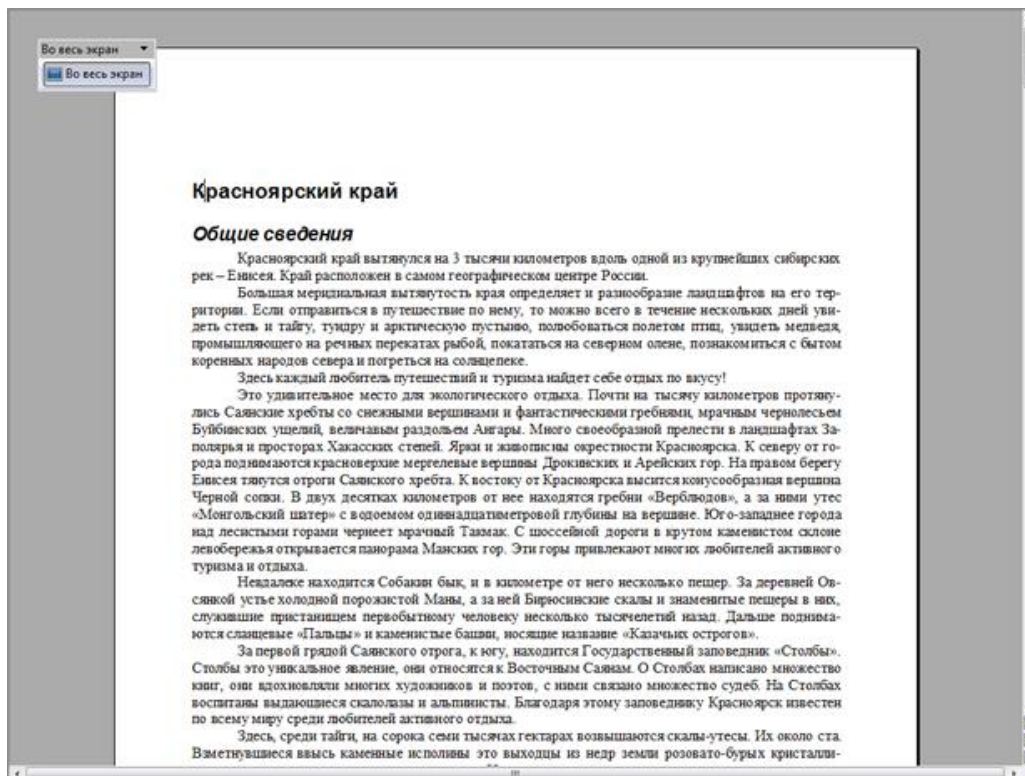 Во весь экран
Во весь экран
Красноярский край
Общие сведения
Красноярский край вытянулся на 3 тысячи километров вдоль одной из крупнейших сибирских
рек – Енисея. Край расположен в самом географическом центре России.
Большая меридиальная вытянутость края определяет и разнообразие ландшафтов на его тер-
ритории. Если отправиться в путешествие по нему, то можно всего в течение нескольких дней уви-
деть степь и тайгу, тундру и арктическую пустыню, полюбоваться полетом птиц, увидеть медведя,
промышляющего на речных перекатах рыбой, покататься на северном олене, познакомиться с бытом
коренных народов севера и погреться на солнцепеке.
Здесь каждый любитель путешествий и туризма найдет себе отдых по вкусу!
Это удивительное место для экологического отдыха. Почти на тысячу километров протяну-
лись Саянские хребты со снежными вершинами и фантастическими гребнями, мрачным чернолесьем
Буйбинских ущелий, величавым раздольем Ангары. Много своеобразной прелести в ландшафтах За-
полярья и просторах Хакасских степей. Ярки и живописны окрестности Красноярска. К северу от го-
рода поднимаются красноверхие мергелевые вершины Дрокинских и Арейских гор. На правом берегу
Енисея тянутся отроги Саянского хребта. К востоку от Красноярска высится конусообразная вершина
Черной сопки. В двух десятках километров от нее находятся гребни «Верблюдов», а за ними утес
«Монгольский шатер» с водоемом одиннадцатиметровой глубины на вершине. Юго-западнее города
над лесистыми горами чернеет мрачный Такмак. С шоссейной дороги в крутом каменистом склоне
левобережья открывается панорама Манских гор. Эти горы привлекают многих любителей активного
туризма и отдыха.
Невдалеке находится Собакин бык, и в километре от него несколько пещер. За деревней Ов-
сянкой устье холодной порожистой Маны, а за ней Бирюсинские скалы и знаменитые пещеры в них,
служившие пристанищем первобытному человеку несколько тысячелетий назад. Дальше поднима-
ются сланцевые «Пальцы» и каменистые башни, носящие название «Казачьих острогов».
За первой грядой Саянского отрога, к югу, находится Государственный заповедник «Столбы».
Столбы это уникальное явление, они относятся к Восточным Саянам. О Столбах написано множество
книг, они вдохновляли многих художников и поэтов, с ними связано множество судеб. На Столбах
воспитаны выдающиеся скалолазы и альпинисты. Благодаря этому заповеднику Красноярск известен
по всему миру среди любителей активного отдыха.
Здесь, среди тайги, на сорока семи тысячах гектарах возвышаются скалы-утесы. Их около ста.
Взметнувшиеся ввысь каменные исполины это выходцы из недр земли розовато-бурых кристалли-